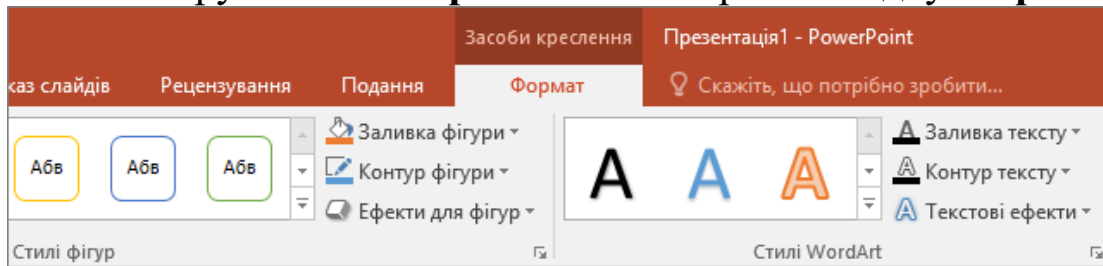 Засоби креслення Презентація1 - PowerPoint
каз слайдів Рецензування Подання Формат Скажіть, що потрібно зробити...
Абв Абв Абв Заливка фігури A A A Заливка тексту
Контур фігури Контур тексту
Ефекти для фігур Текстові ефекти
Стилі фігур Стилі WordArt